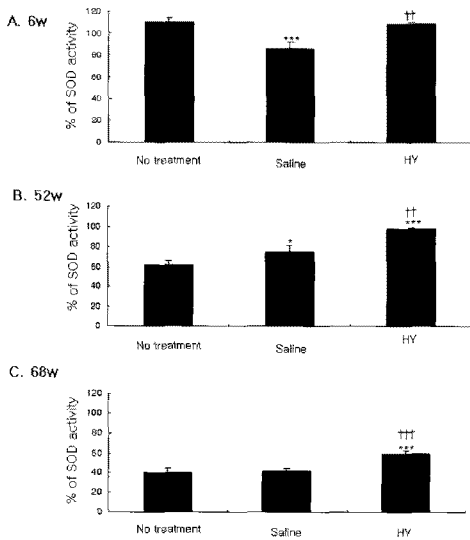 A. 6w
% of SOD activity
120
100
80
60
40
20
0
***
††
No treatment
Saline
HY
B. 52w
% of SOD activity
120
100
80
60
40
20
0
*
††
***
No treatment
Saline
HY
C. 68w
% of SOD activity
120
100
80
60
40
20
0
†††
***
No treatment
Saline
HY